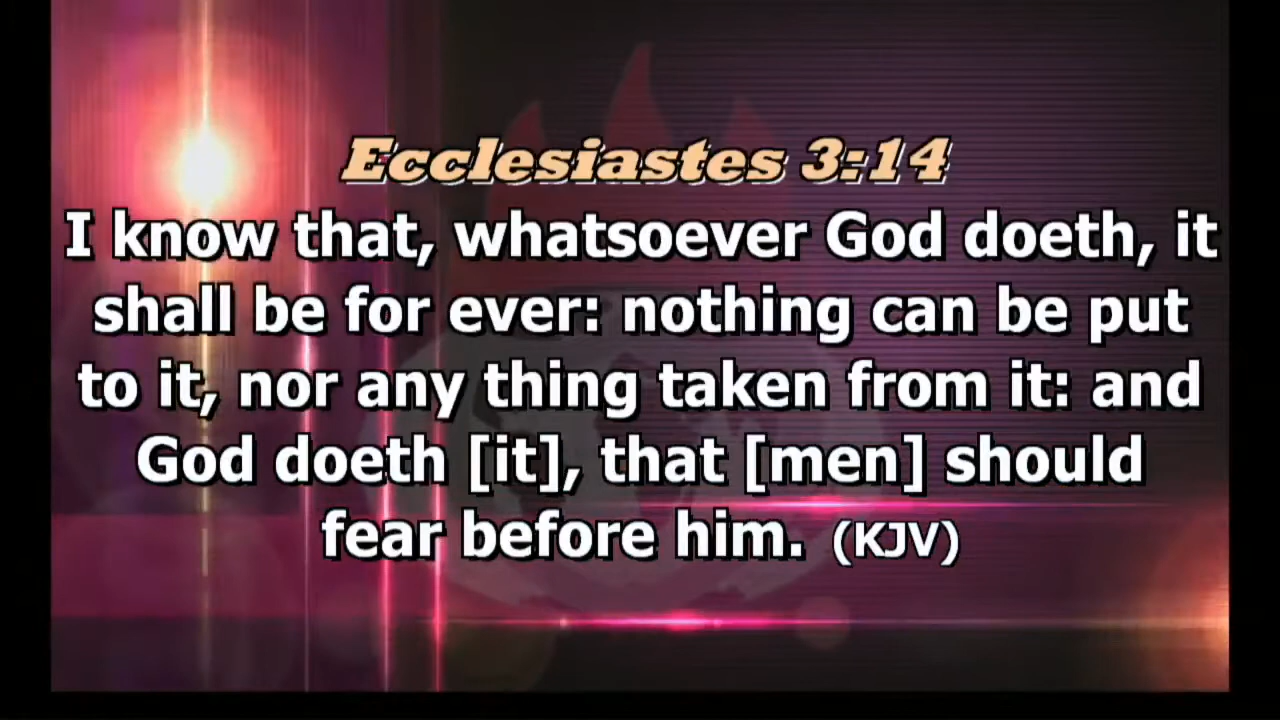 Ecclesiastes 3:14
I know that, whatsoever God doeth, it
shall be for ever: nothing can be put
to it, nor any thing taken from it: and
God doeth [it], that [men] should
fear before him. (KJV)